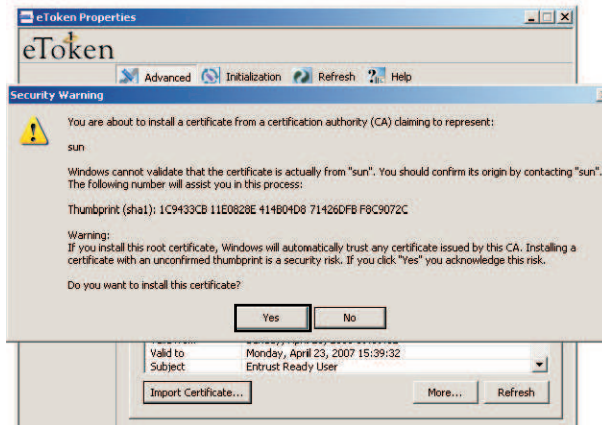 eToken Properties
eToken
Advanced Initialization Refresh Help
Security Warning
You are about to install a certificate from a certification authority (CA) claiming to represent:
sun
Windows cannot validate that the certificate is actually from "sun". You should confirm its origin by contacting "sun".
The following number will assist you in this process:
Thumbprint (sha1): 1C9433CB 11E0828E 414B04D8 71426DFB F8C9072C
Warning:
If you install this root certificate, Windows will automatically trust any certificate issued by this CA. Installing a
certificate with an unconfirmed thumbprint is a security risk. If you click "Yes" you acknowledge this risk.
Do you want to install this certificate?
Yes No
Valid to Monday, April 23, 2007 15:39:32
Subject Entrust Ready User
Import Certificate... More... Refresh